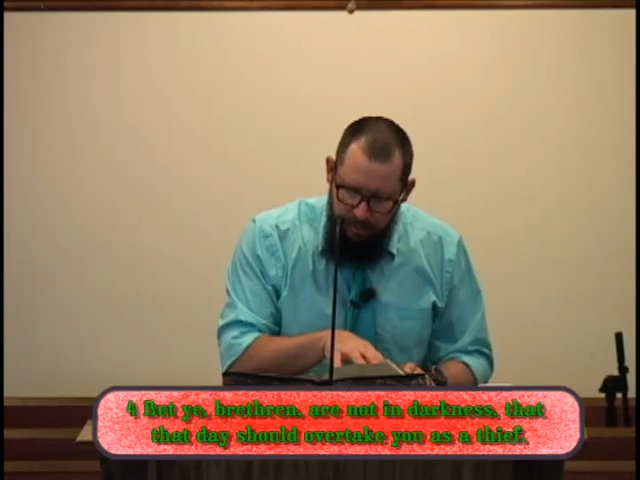 4 But ye, brethren, are not in darkness, that
that day should overtake you as a thief.